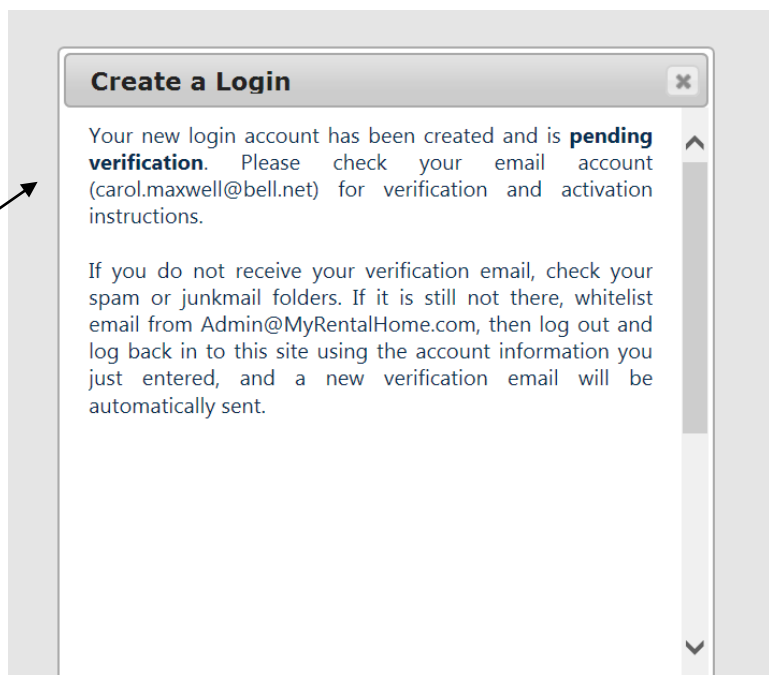 Create a Login
Your new login account has been created and is pending
verification. Please check your email account
(carol.maxwell@bell.net) for verification and activation
instructions.
If you do not receive your verification email, check your
spam or junkmail folders. If it is still not there, whitelist
email from Admin@MyRentalHome.com, then log out and
log back in to this site using the account information you
just entered, and a new verification email will be
automatically sent.